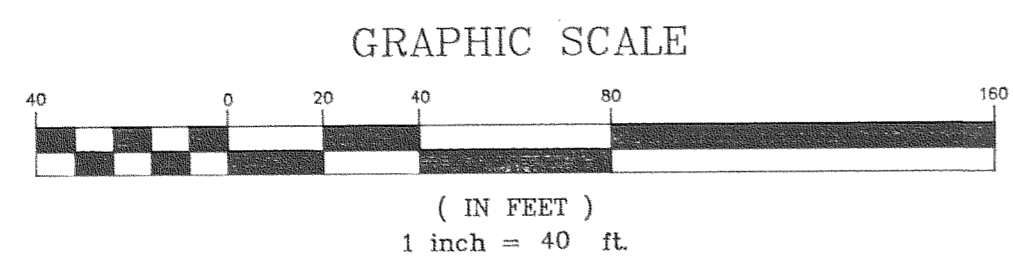 GRAPHIC SCALE
40 0 20 40 80 160
( IN FEET )
1 inch = 40 ft.